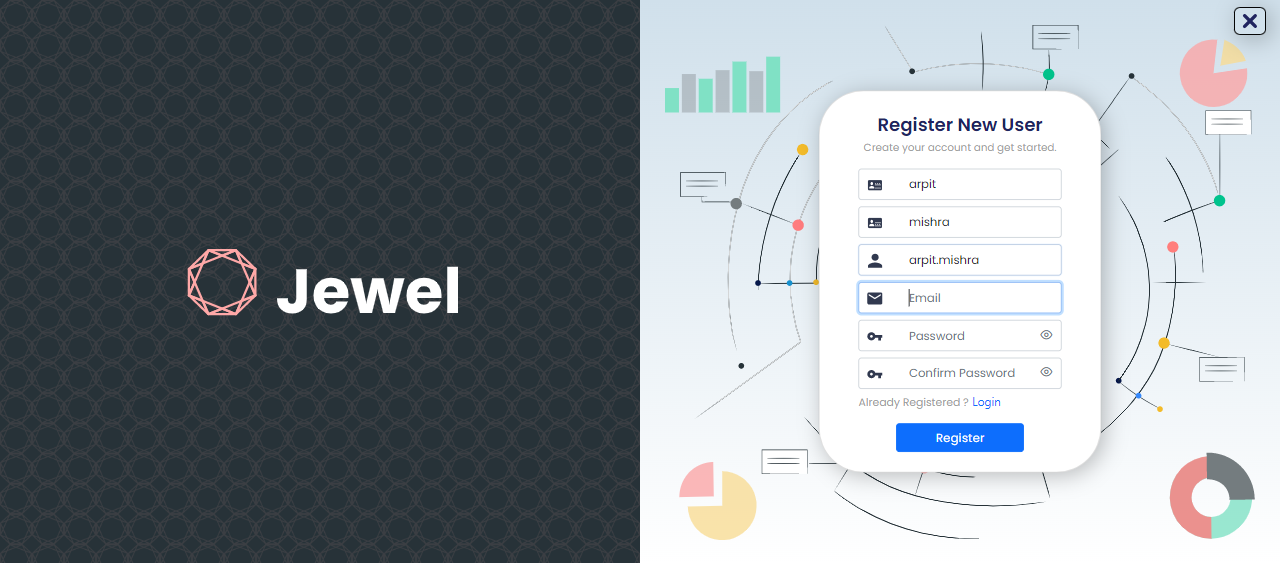 Jewel
Register New User
Create your account and get started.
arpit
mishra
arpit.mishra
Email
Password
Confirm Password
Already Registered ? Login
Register